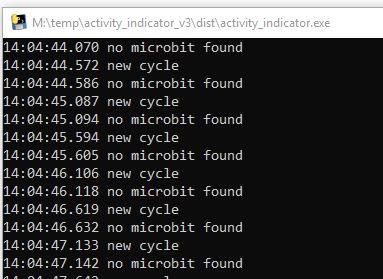 M:\temp\activity_indicator_v3\dist\activity_indicator.exe
14:04:44.070 no microbit found
14:04:44.572 new cycle
14:04:44.586 no microbit found
14:04:45.087 new cycle
14:04:45.094 no microbit found
14:04:45.594 new cycle
14:04:45.605 no microbit found
14:04:46.106 new cycle
14:04:46.118 no microbit found
14:04:46.619 new cycle
14:04:46.632 no microbit found
14:04:47.133 new cycle
14:04:47.142 no microbit found